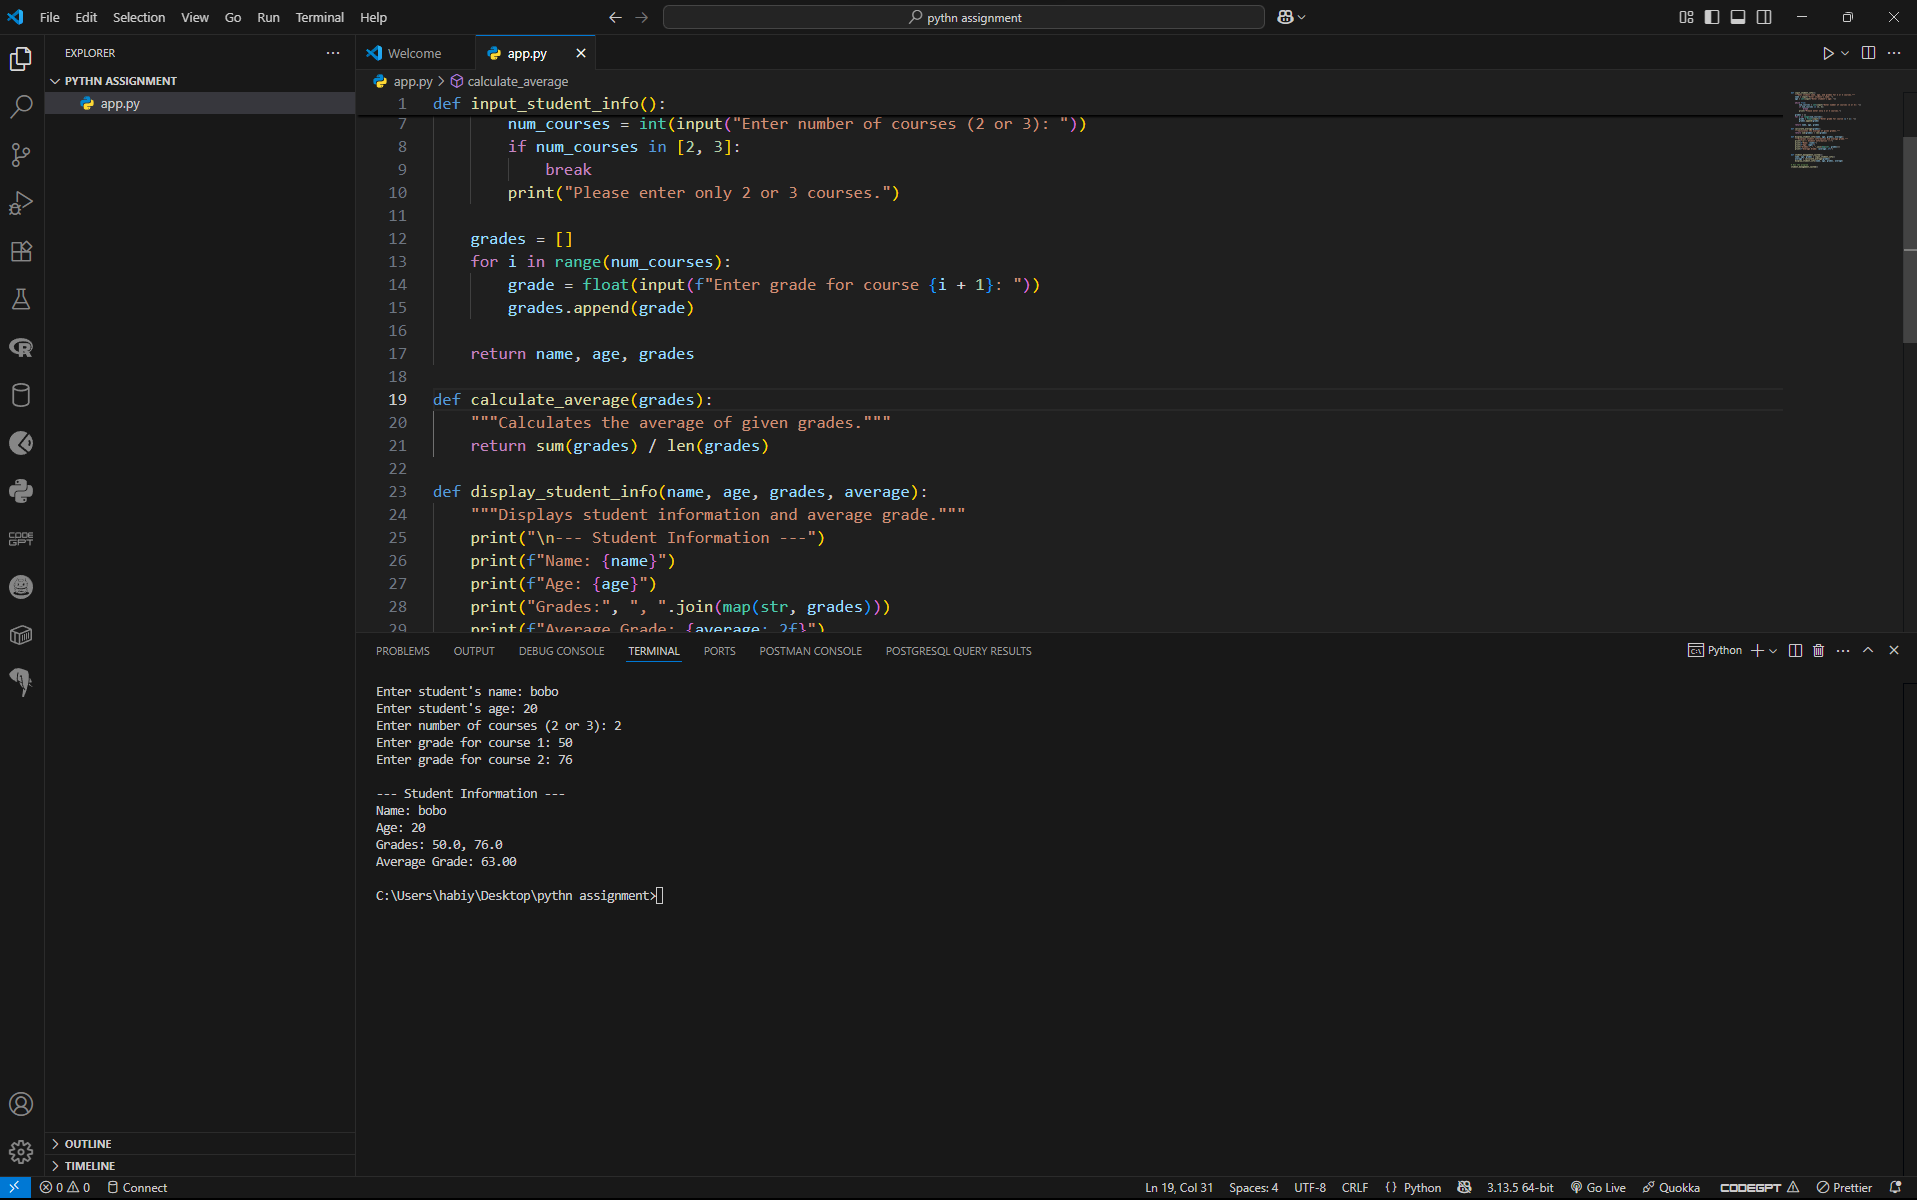 File Edit Selection View Go Run Terminal Help
pythn assignment
EXPLORER
PYTHN ASSIGNMENT
app.py
Welcome
app.py
app.py > calculate_average
1 def input_student_info():
7 num_courses = int(input("Enter number of courses (2 or 3): "))
8 if num_courses in [2, 3]:
9 break
10 print("Please enter only 2 or 3 courses.")
11
12 grades = []
13 for i in range(num_courses):
14 grade = float(input(f"Enter grade for course {i + 1}: "))
15 grades.append(grade)
16
17 return name, age, grades
18
19 def calculate_average(grades):
20 """Calculates the average of given grades."""
21 return sum(grades) / len(grades)
22
23 def display_student_info(name, age, grades, average):
24 """Displays student information and average grade."""
25 print("\n--- Student Information ---")
26 print(f"Name: {name}")
27 print(f"Age: {age}")
28 print("Grades:", ", ".join(map(str, grades)))
29 print(f"Average Grade: {average:.2f}")
PROBLEMS OUTPUT DEBUG CONSOLE TERMINAL PORTS POSTMAN CONSOLE POSTGRESQL QUERY RESULTS
Python
Enter student's name: bobo
Enter student's age: 20
Enter number of courses (2 or 3): 2
Enter grade for course 1: 50
Enter grade for course 2: 76
--- Student Information ---
Name: bobo
Age: 20
Grades: 50.0, 76.0
Average Grade: 63.00
C:\Users\habiy\Desktop\pythn assignment>
CODE
GPT
OUTLINE
TIMELINE
0 0 Connect
Ln 19, Col 31 Spaces: 4 UTF-8 CRLF {} Python 3.13.5 64-bit Go Live Quokka CODEGPT Prettier